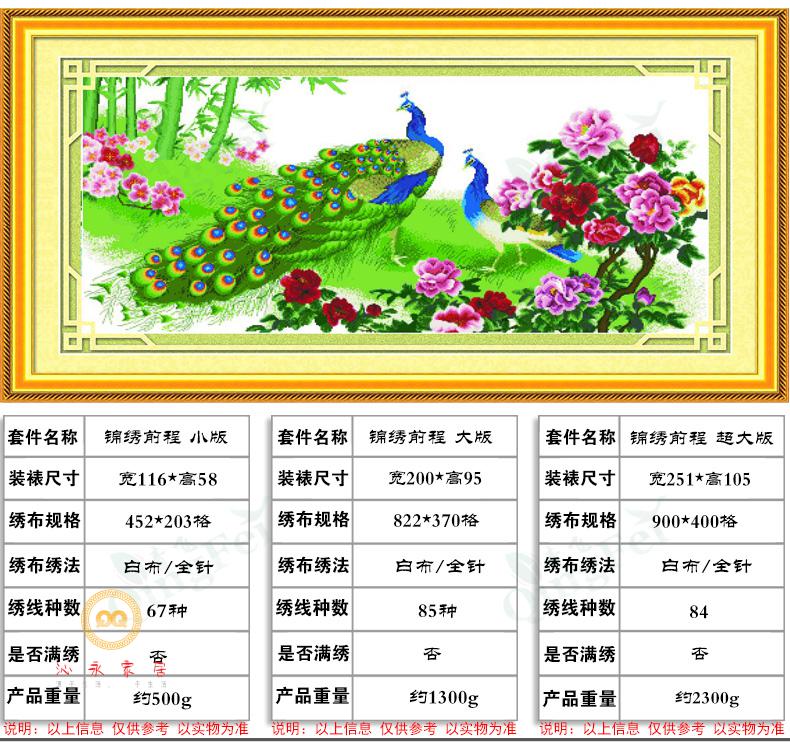 套件名称 锦绣前程 小版
装裱尺寸 宽116*高58
绣布规格 452*203格
绣布绣法 白布/全针
绣线种数 67种
是否满绣 否
产品重量 约500g
说明：以上信息 仅供参考 以实物为准
套件名称 锦绣前程 大版
装裱尺寸 宽200*高95
绣布规格 822*370格
绣布绣法 白布/全针
绣线种数 85种
是否满绣 否
产品重量 约1300g
说明：以上信息 仅供参考 以实物为准
套件名称 锦绣前程 超大版
装裱尺寸 宽251*高105
绣布规格 900*400格
绣布绣法 白布/全针
绣线种数 84
是否满绣 否
产品重量 约2300g
说明：以上信息 仅供参考 以实物为准
沁永家居
QingFei
QingFei